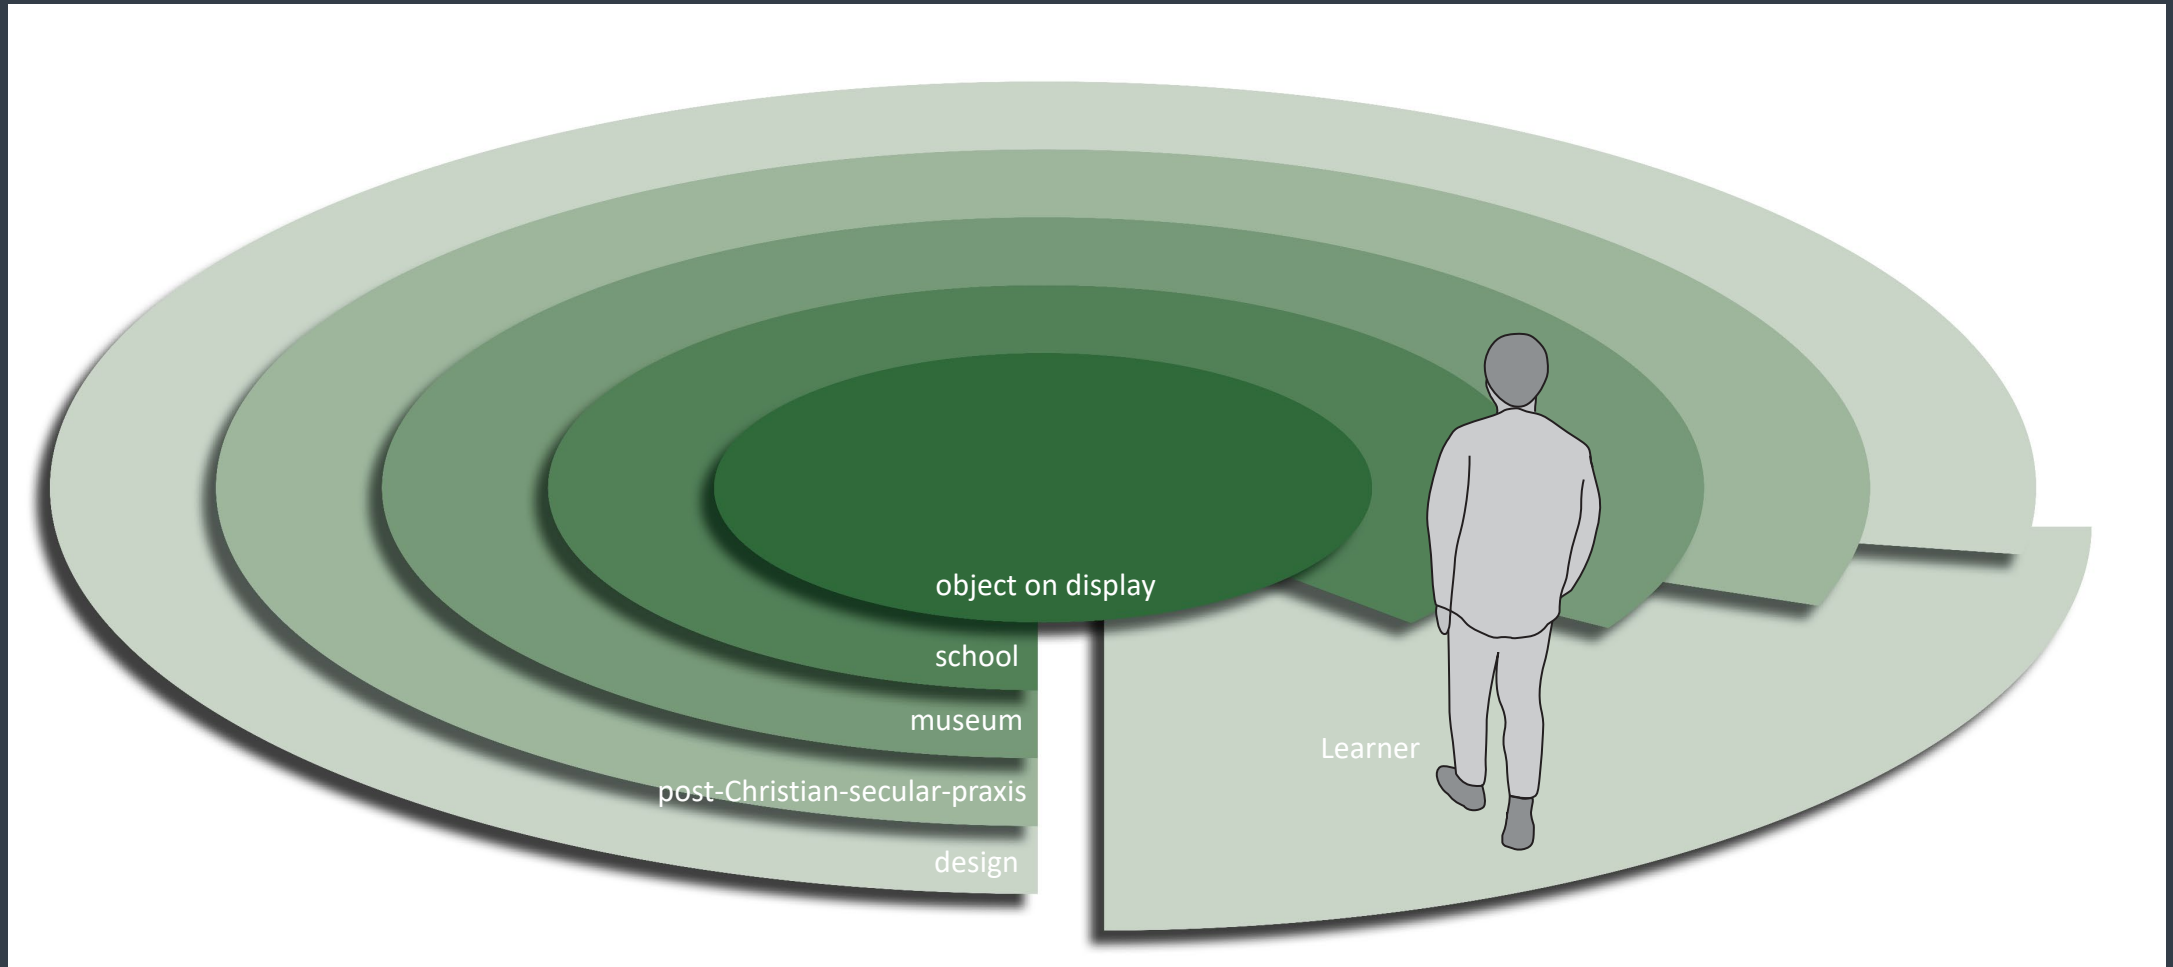 object on display
school
museum
post-Christian-secular-praxis
design
Learner